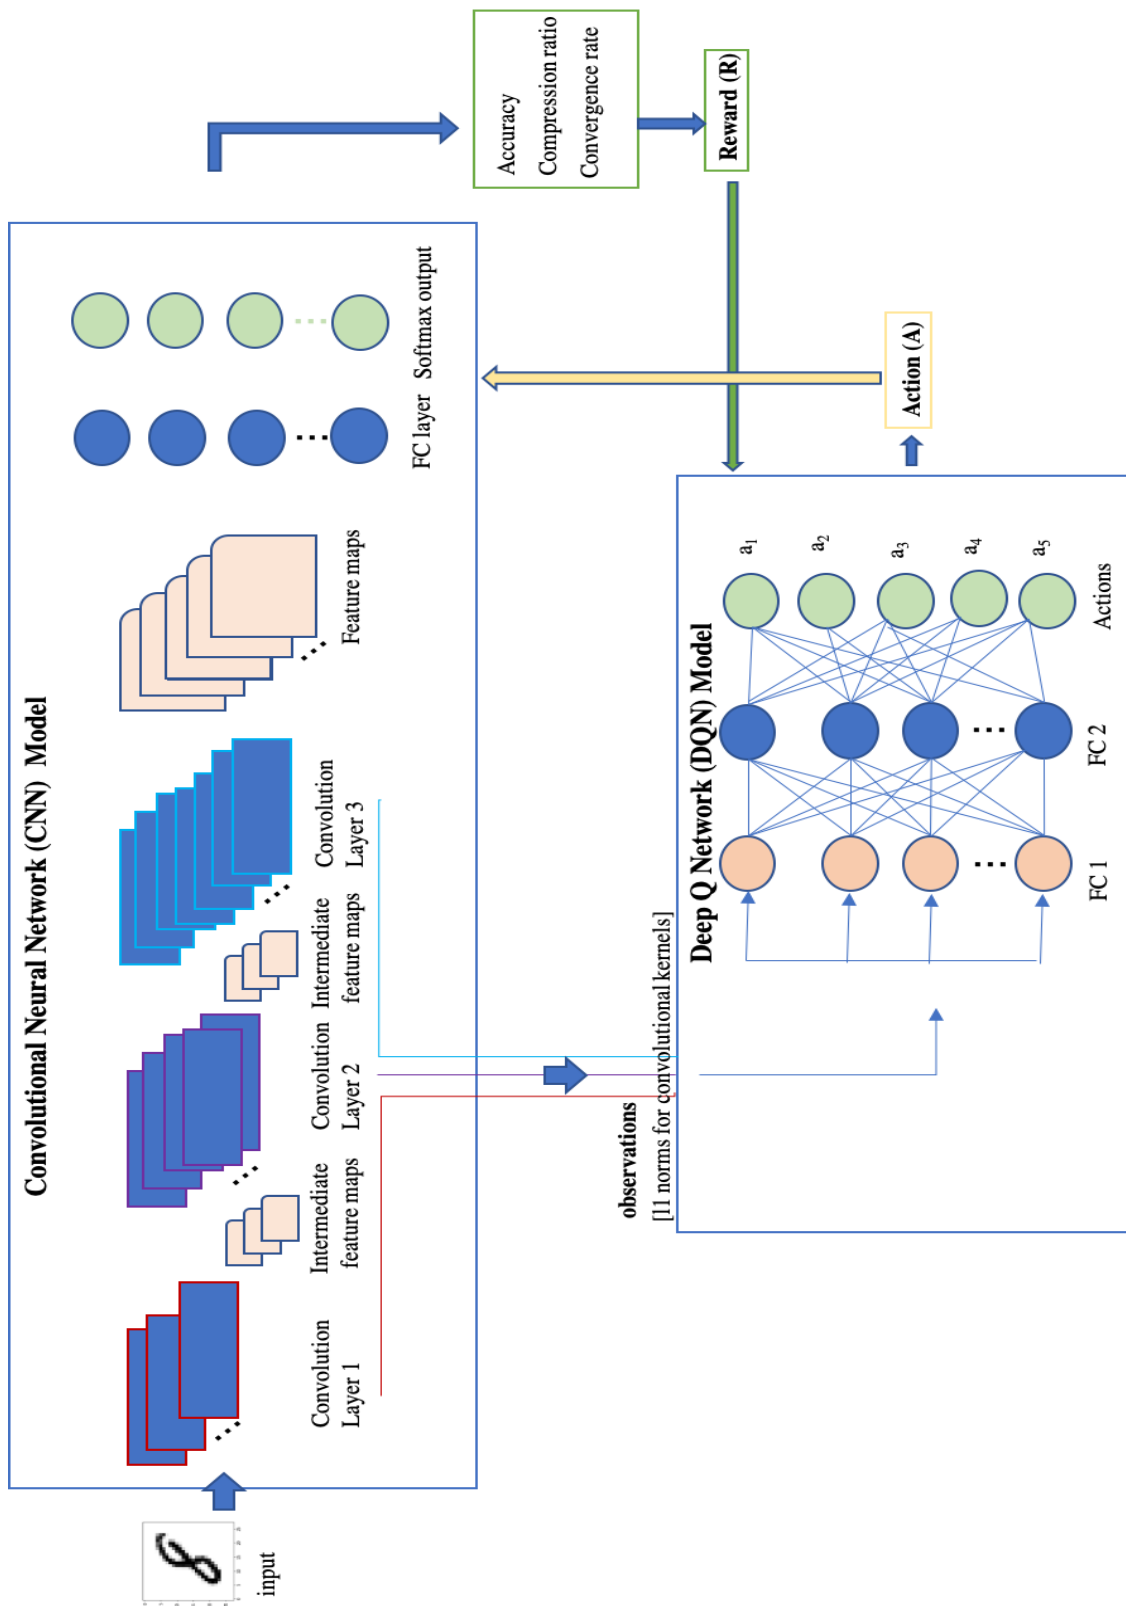 Convolutional Neural Network (CNN) Model
input
Convolution
Layer 1
Intermediate
feature maps
Convolution
Layer 2
Intermediate
feature maps
Convolution
Layer 3
Feature maps
FC layer
Softmax output
Accuracy
Compression ratio
Convergence rate
Reward (R)
Action (A)
observations
[11 norms for convolutional kernels]
Deep Q Network (DQN) Model
a1
a2
a3
a4
a5
FC 1
FC 2
Actions